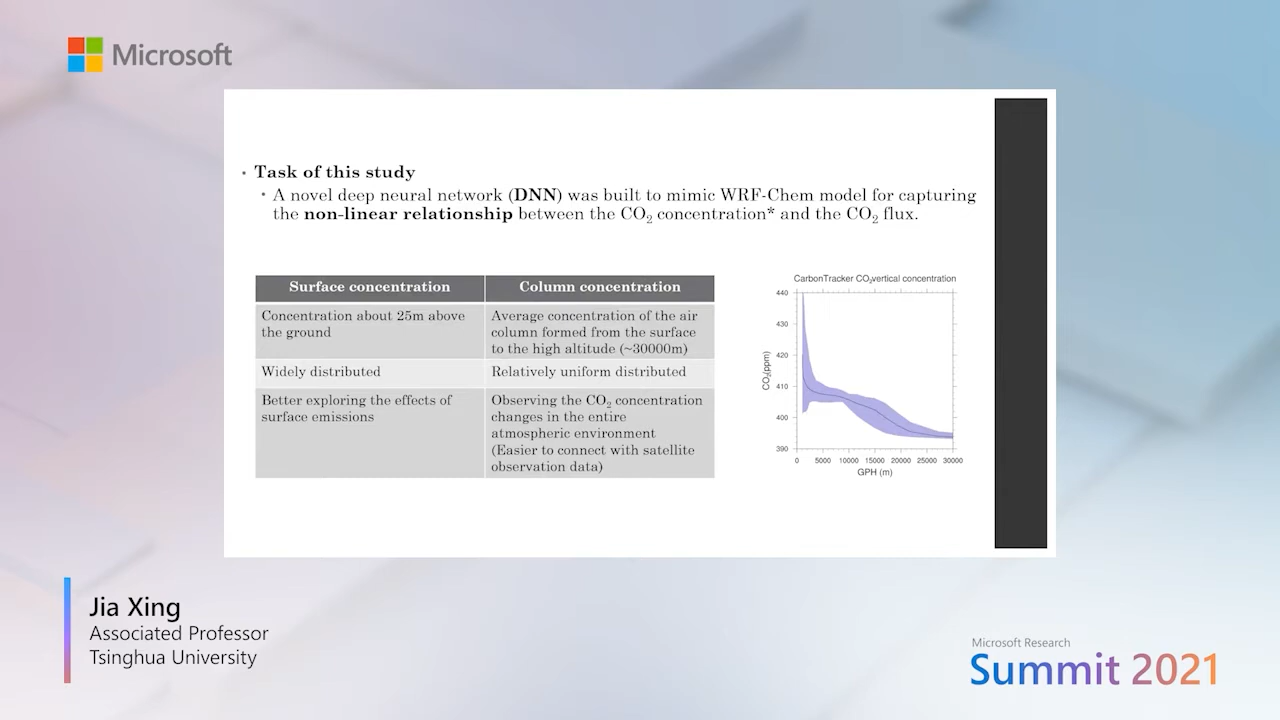 Microsoft
Task of this study
A novel deep neural network (DNN) was built to mimic WRF-Chem model for capturing
the non-linear relationship between the CO2 concentration* and the CO2 flux.
Surface concentration
Column concentration
Concentration about 25m above
the ground
Average concentration of the air
column formed from the surface
to the high altitude (~30000m)
Widely distributed
Relatively uniform distributed
Better exploring the effects of
surface emissions
Observing the CO2 concentration
changes in the entire
atmospheric environment
(Easier to connect with satellite
observation data)
CarbonTracker CO2vertical concentration
440
430
420
410
400
390
CO2(ppm)
0 5000 10000 15000 20000 25000 30000
GPH (m)
Jia Xing
Associated Professor
Tsinghua University
Microsoft Research
Summit 2021